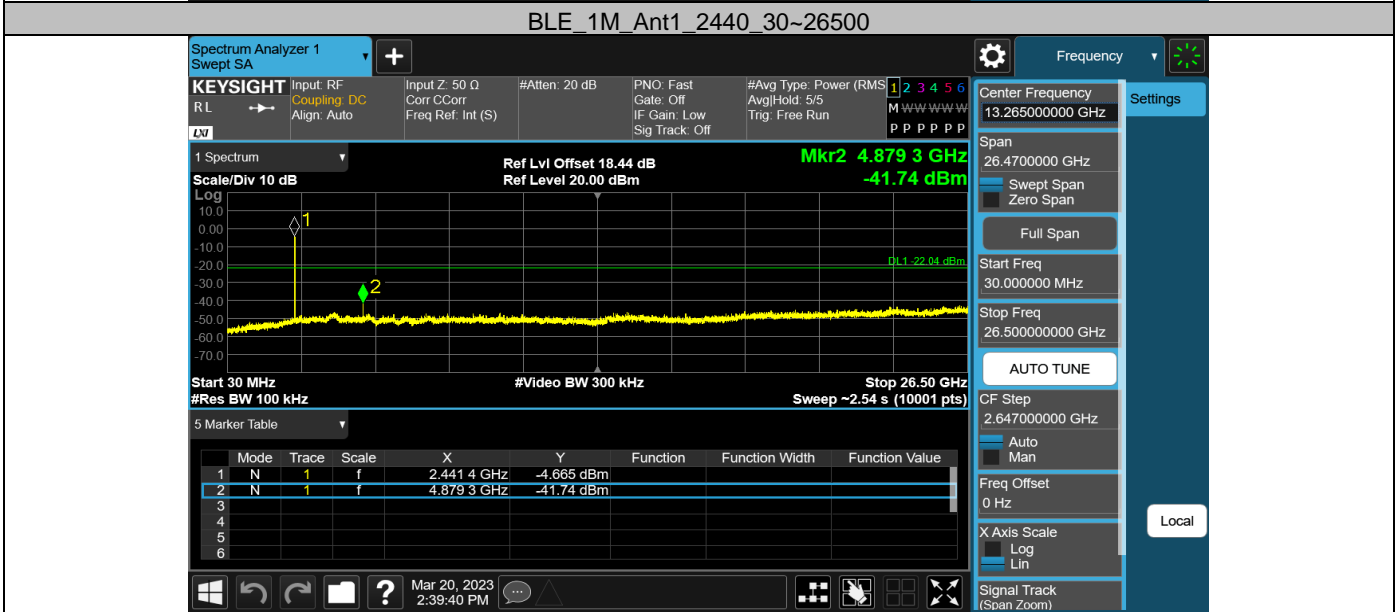 BLE_1M_Ant1_2440_30~26500
Spectrum Analyzer 1
Swept SA
+
Frequency
KEYSIGHT
RL
LXI
Input: RF
Coupling: DC
Align: Auto
Input Z: 50 Ω
Corr CCorr
Freq Ref: Int (S)
#Atten: 20 dB
PNO: Fast
Gate: Off
IF Gain: Low
Sig Track: Off
#Avg Type: Power (RMS
Avg|Hold: 5/5
Trig: Free Run
1 2 3 4 5 6
M W W W W W
P P P P P P
1 Spectrum
Scale/Div 10 dB
Ref Lvl Offset 18.44 dB
Ref Level 20.00 dBm
Mkr2 4.879 3 GHz
-41.74 dBm
Log
10.0
0.00
-10.0
-20.0
-30.0
-40.0
-50.0
-60.0
-70.0
1
2
DL1 -22.04 dBm
Start 30 MHz
#Res BW 100 kHz
#Video BW 300 kHz
Stop 26.50 GHz
Sweep ~2.54 s (10001 pts)
5 Marker Table
Mode Trace Scale X Y Function Function Width Function Value
1 N 1 f 2.441 4 GHz -4.665 dBm
2 N 1 f 4.879 3 GHz -41.74 dBm
3
4
5
6
Center Frequency
13.265000000 GHz
Settings
Span
26.4700000 GHz
Swept Span
Zero Span
Full Span
Start Freq
30.000000 MHz
Stop Freq
26.500000000 GHz
AUTO TUNE
CF Step
2.647000000 GHz
Auto
Man
Freq Offset
0 Hz
Local
X Axis Scale
Log
Lin
Signal Track
(Span Zoom)
?
Mar 20, 2023
2:39:40 PM